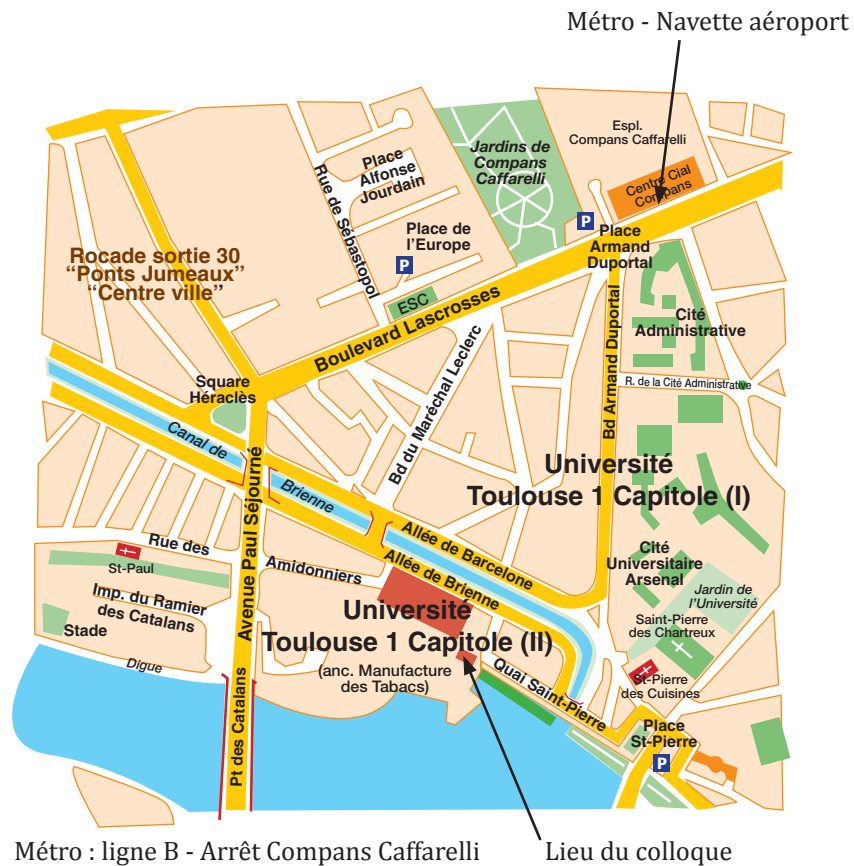 Métro - Navette aéroport
Espl.
Compans Caffarelli
Jardins de
Compans
Caffarelli
Place
Alfonse
Jourdain
Rue de Sébastopol
Centre Cial
Compans
Place de
l'Europe
P
P
Place
Armand
Duportal
Rocade sortie 30
"Ponts Jumeaux"
"Centre ville"
ESC
Boulevard Lascrosses
Cité
Administrative
Bd Armand Duportal
R. de la Cité Administrative
Square
Héraclès
Bd du Maréchal Leclerc
Canal de
Brienne
Avenue Paul Séjourné
Université
Toulouse 1 Capitole (I)
Allée de Barcelone
Allée de Brienne
Rue des
Amidonniers
St-Paul
Cité
Universitaire
Arsenal
Jardin de
l'Université
Imp. du Ramier
des Catalans
Stade
Digue
Université
Toulouse 1 Capitole (II)
(anc. Manufacture
des Tabacs)
Saint-Pierre
des Chartreux
St-Pierre
des Cuisines
Quai Saint-Pierre
Pt des Catalans
Place
St-Pierre
P
Métro : ligne B - Arrêt Compans Caffarelli
Lieu du colloque